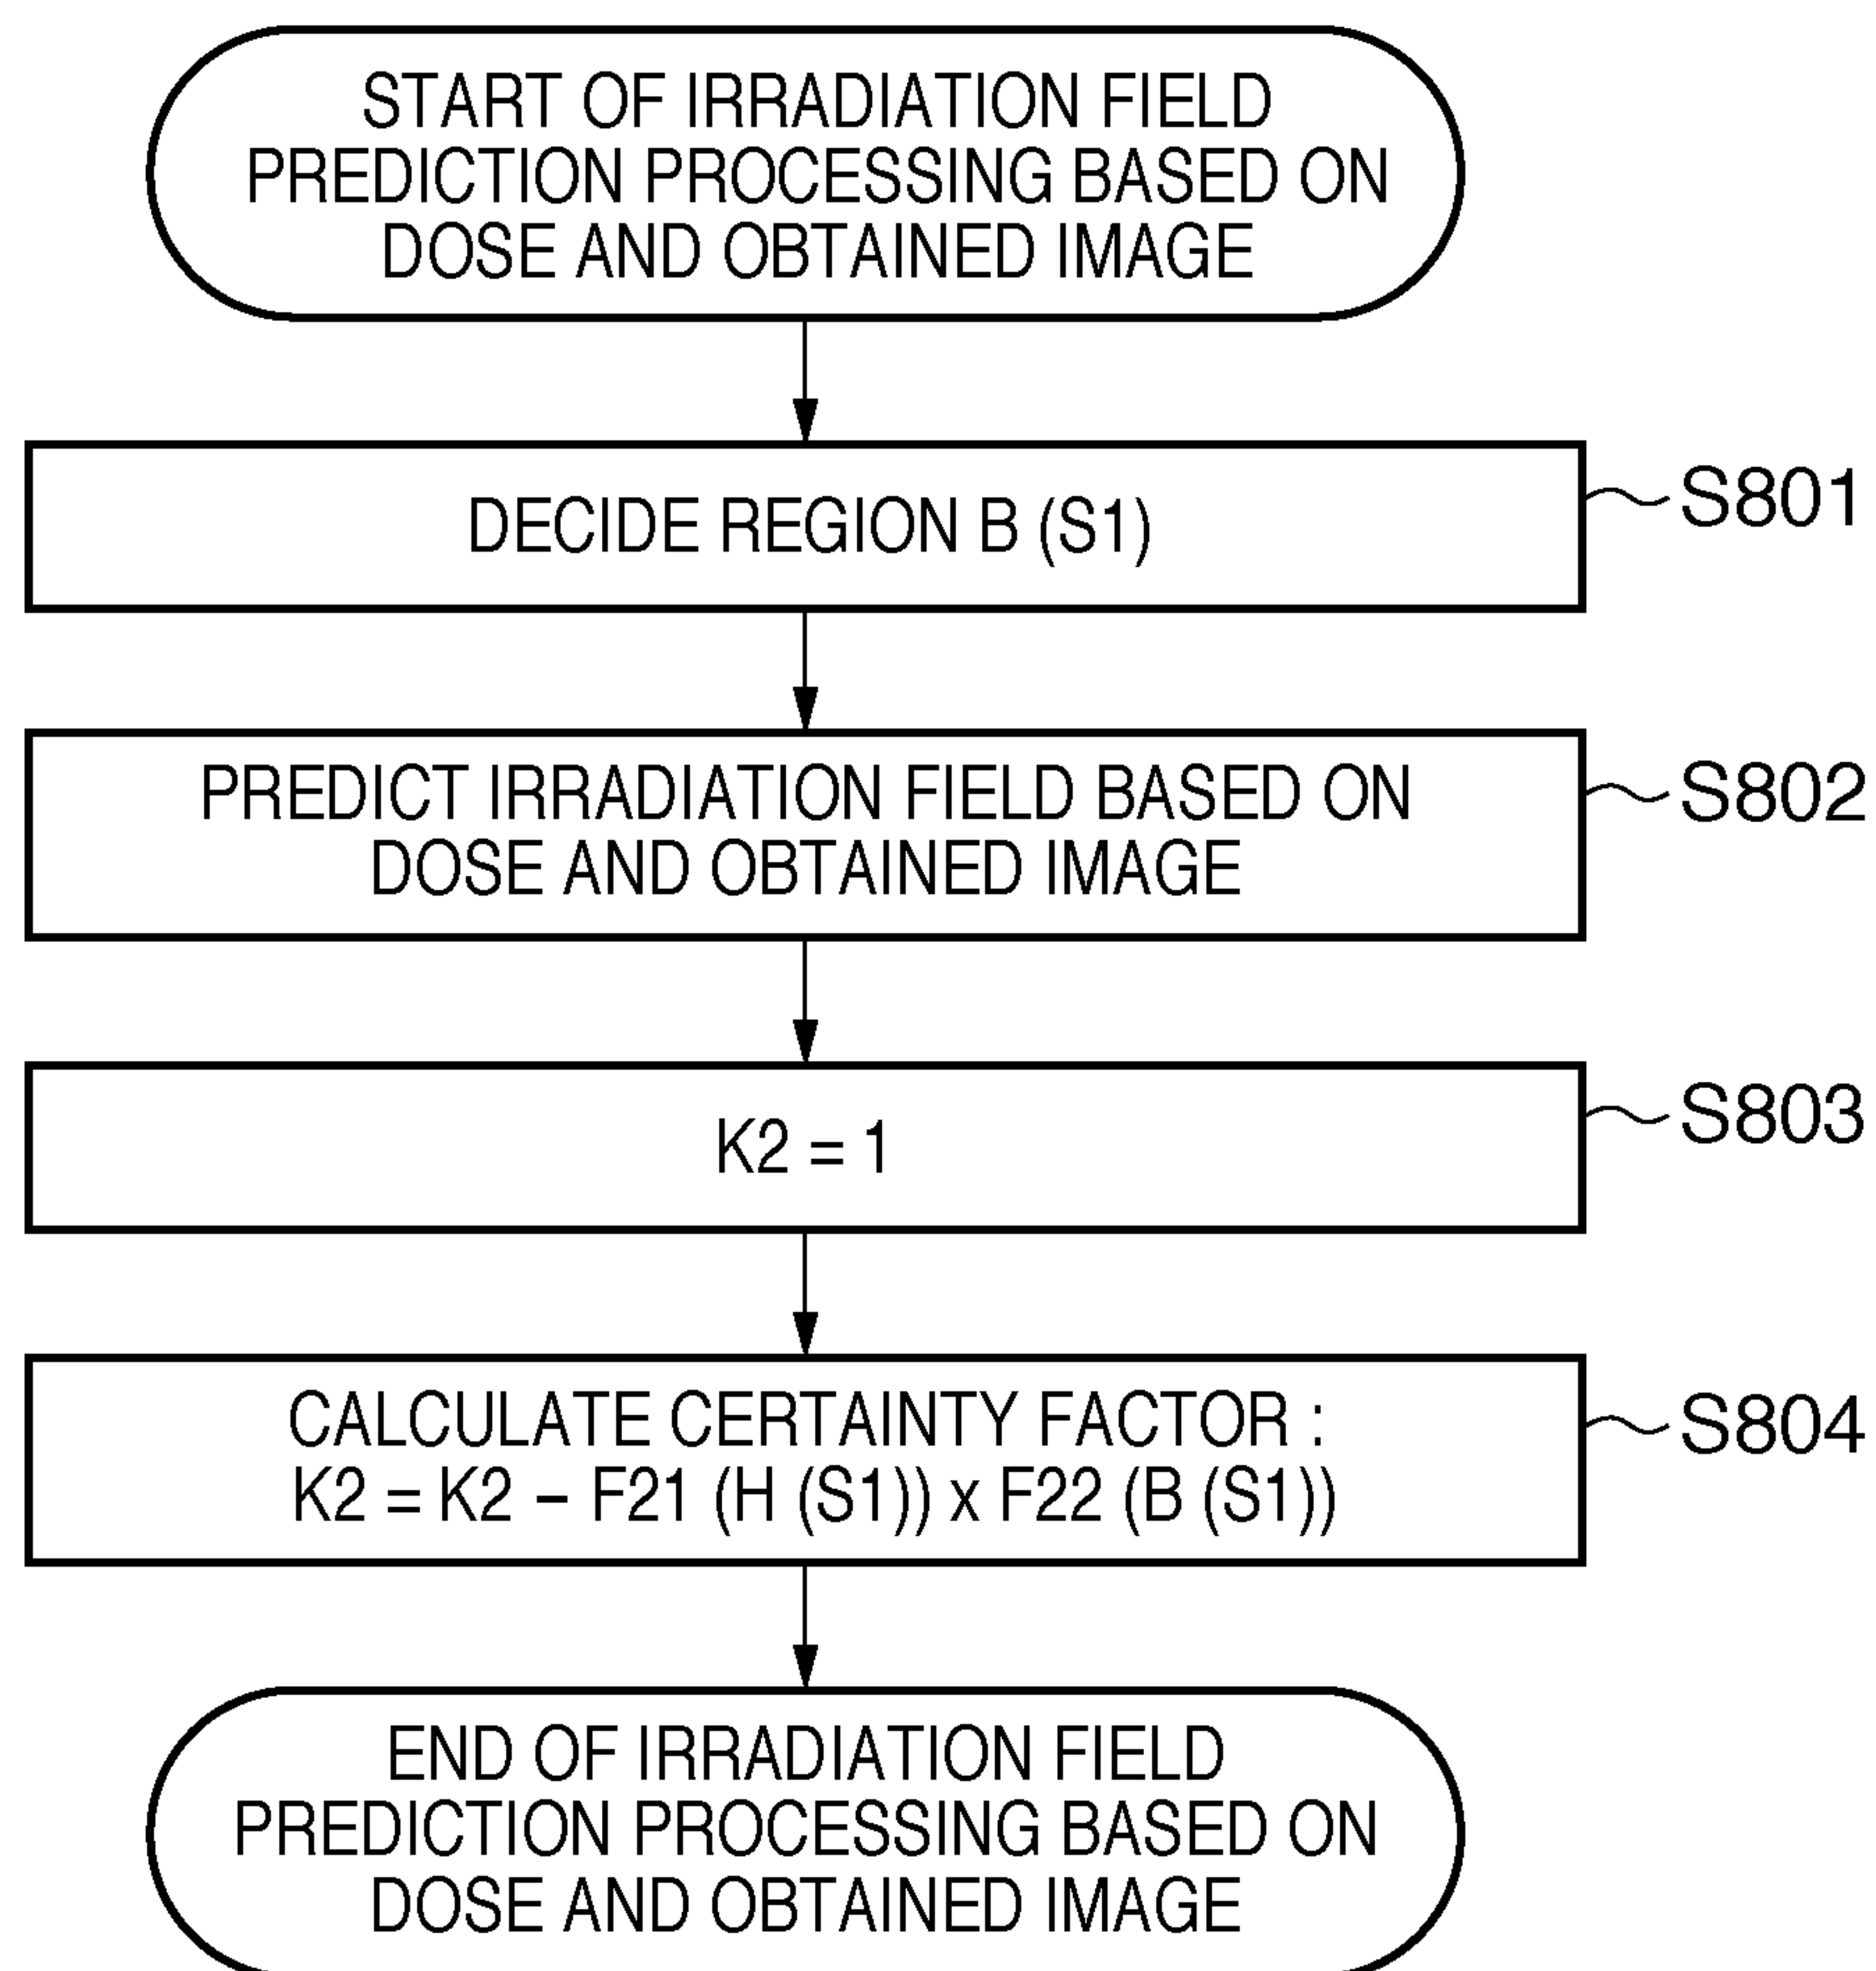 START OF IRRADIATION FIELD
PREDICTION PROCESSING BASED ON
DOSE AND OBTAINED IMAGE
DECIDE REGION B (S1)
S801
PREDICT IRRADIATION FIELD BASED ON
DOSE AND OBTAINED IMAGE
S802
K2 = 1
S803
CALCULATE CERTAINTY FACTOR :
K2 = K2 – F21 (H (S1)) x F22 (B (S1))
S804
END OF IRRADIATION FIELD
PREDICTION PROCESSING BASED ON
DOSE AND OBTAINED IMAGE